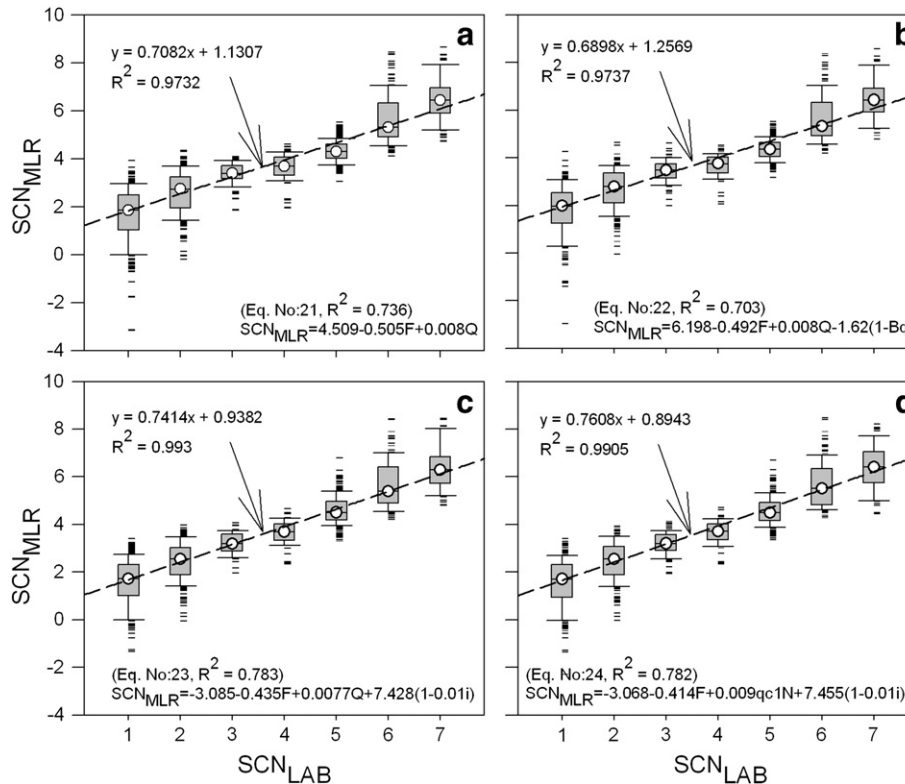 a
y = 0.7082x + 1.1307
R2 = 0.9732
(Eq. No:21, R2 = 0.736)
SCNMLR=4.509-0.505F+0.008Q
10
8
6
4
2
0
-2
-4
SCNMLR
b
y = 0.6898x + 1.2569
R2 = 0.9737
(Eq. No:22, R2 = 0.703)
SCNMLR=6.198-0.492F+0.008Q-1.62(1-Bq
c
y = 0.7414x + 0.9382
R2 = 0.993
(Eq. No:23, R2 = 0.783)
SCNMLR=-3.085-0.435F+0.0077Q+7.428(1-0.01i)
10
8
6
4
2
0
-2
-4
SCNMLR
1 2 3 4 5 6 7
SCNLAB
d
y = 0.7608x + 0.8943
R2 = 0.9905
(Eq. No:24, R2 = 0.782)
SCNMLR=-3.068-0.414F+0.009qc1N+7.455(1-0.01i)
1 2 3 4 5 6 7
SCNLAB